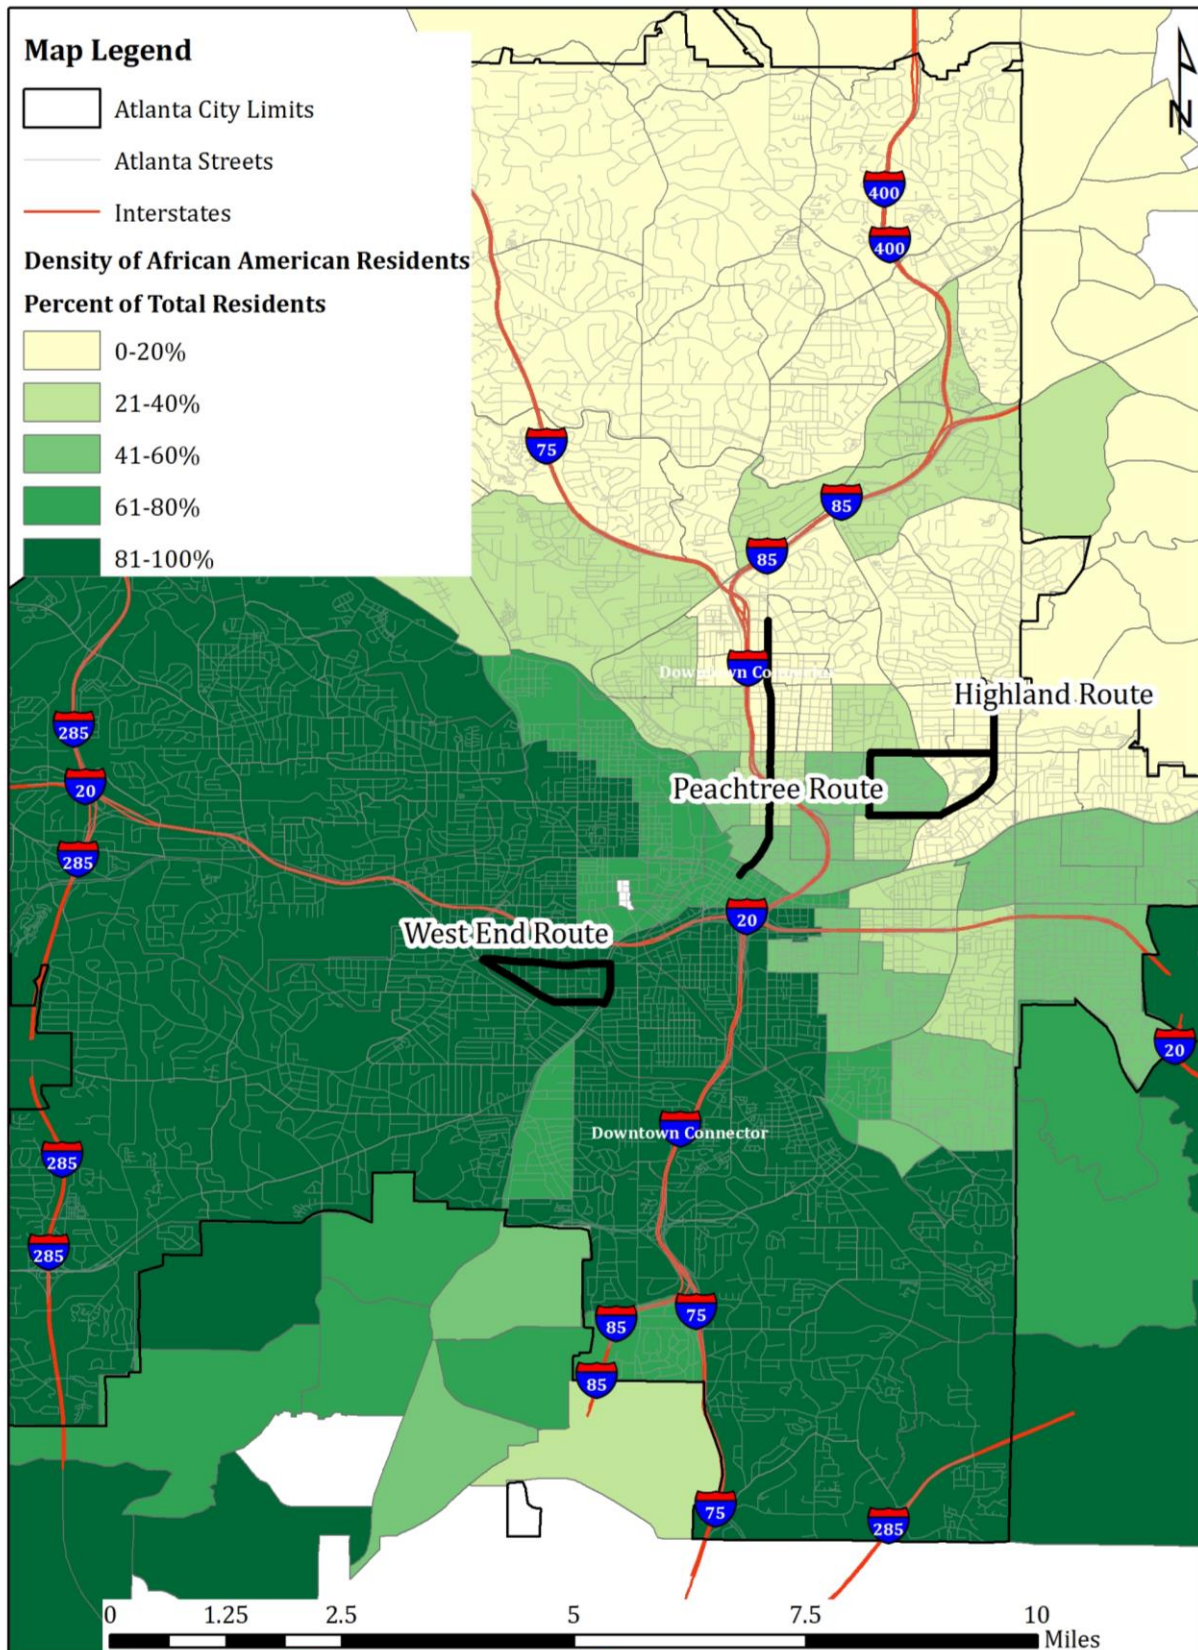 Map Legend
Atlanta City Limits
Atlanta Streets
Interstates
Density of African American Residents
Percent of Total Residents
0-20%
21-40%
41-60%
61-80%
81-100%
N
400
400
75
85
85
Downtown Connector
Highland Route
285
20
Peachtree Route
285
20
West End Route
20
Downtown Connector
285
285
85
75
85
75
285
0 1.25 2.5 5 7.5 10
Miles